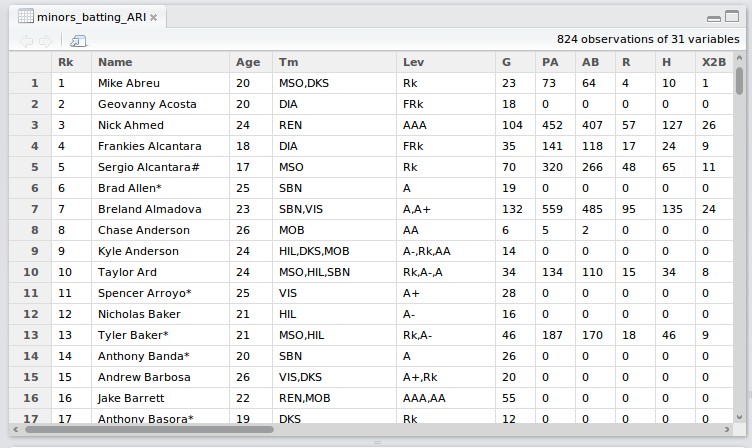 minors_batting_ARI
824 observations of 31 variables
Rk Name Age Tm Lev G PA AB R H X2B
1 1 Mike Abreu 20 MSO,DKS Rk 23 73 64 4 10 1
2 2 Geovanny Acosta 20 DIA FRk 18 0 0 0 0 0
3 3 Nick Ahmed 24 REN AAA 104 452 407 57 127 26
4 4 Frankies Alcantara 18 DIA FRk 35 141 118 17 24 9
5 5 Sergio Alcantara# 17 MSO Rk 70 320 266 48 65 11
6 6 Brad Allen* 25 SBN A 19 0 0 0 0 0
7 7 Breland Almadova 23 SBN,VIS A,A+ 132 559 485 95 135 24
8 8 Chase Anderson 26 MOB AA 6 5 2 0 0 0
9 9 Kyle Anderson 24 HIL,DKS,MOB A-,Rk,AA 14 0 0 0 0 0
10 10 Taylor Ard 24 MSO,HIL,SBN Rk,A-,A 34 134 110 15 34 8
11 11 Spencer Arroyo* 25 VIS A+ 28 0 0 0 0 0
12 12 Nicholas Baker 21 HIL A- 16 0 0 0 0 0
13 13 Tyler Baker* 21 MSO,HIL Rk,A- 46 187 170 18 46 9
14 14 Anthony Banda* 20 SBN A 26 0 0 0 0 0
15 15 Andrew Barbosa 26 VIS,DKS A+,Rk 20 0 0 0 0 0
16 16 Jake Barrett 22 REN,MOB AAA,AA 55 0 0 0 0 0
17 17 Anthony Basora* 19 DKS Rk 12 0 0 0 0 0